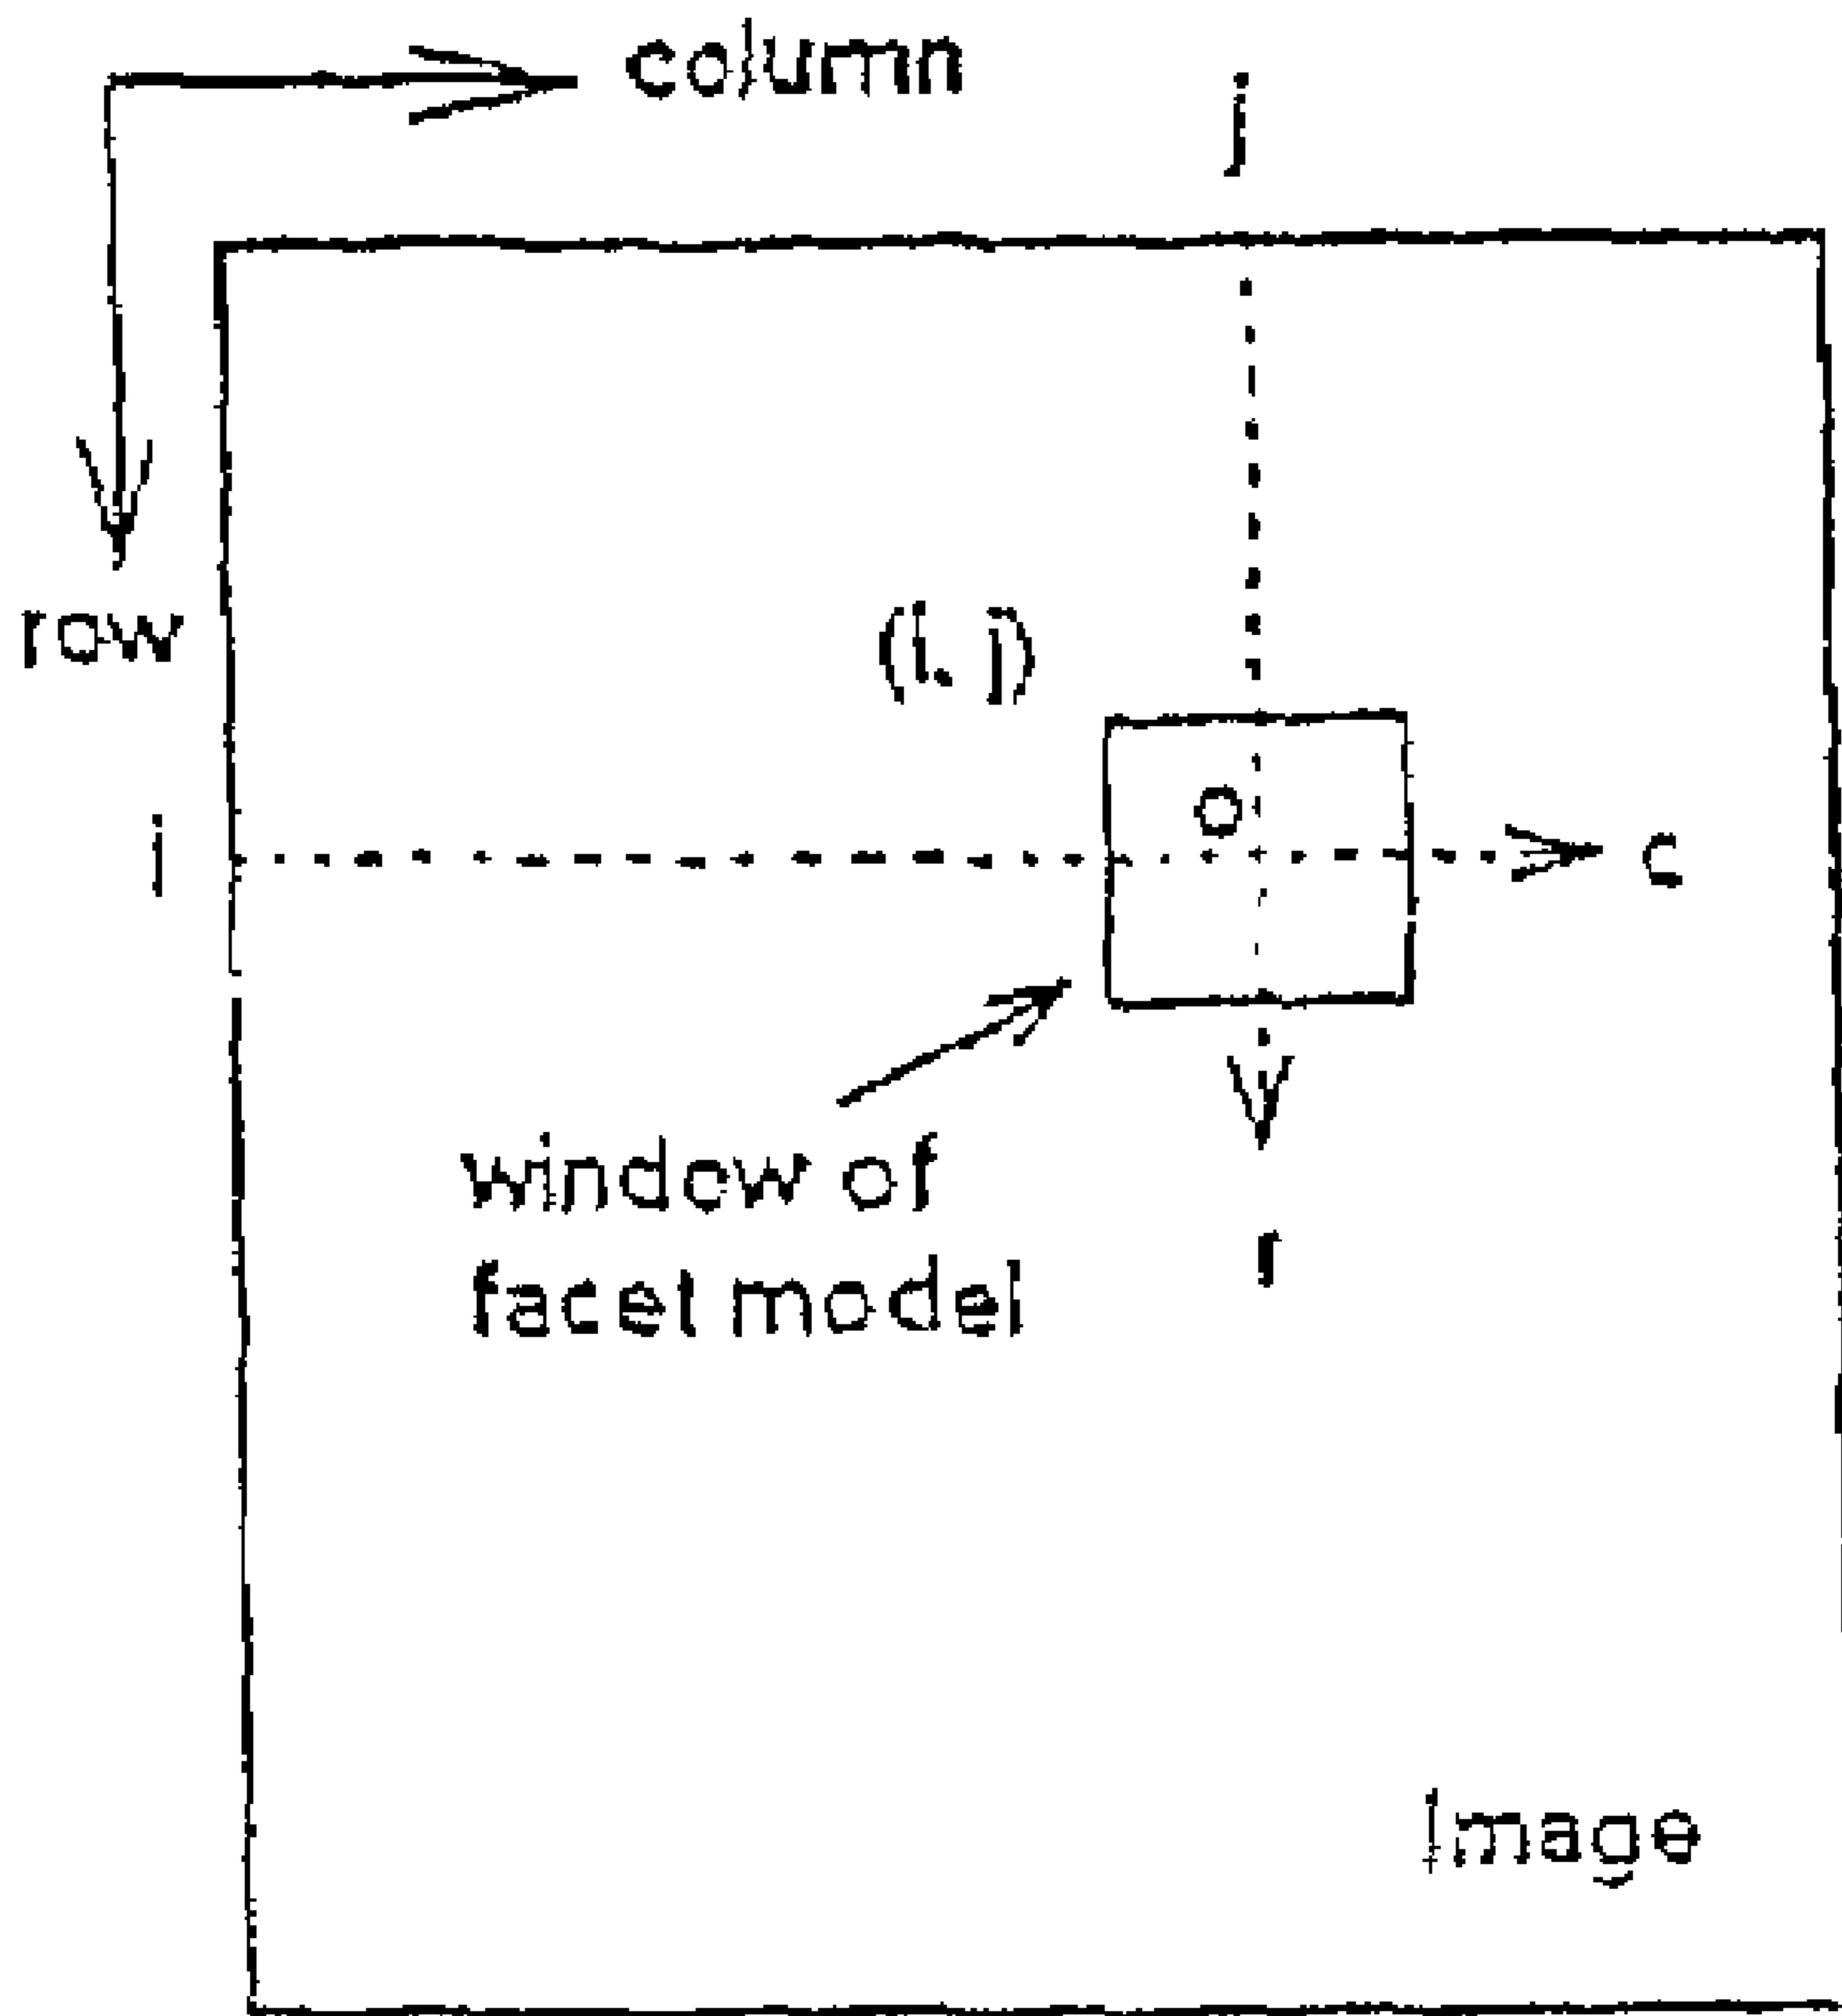 column
j
row
(i, j)
i
o
c
window of
facet model
r
Image